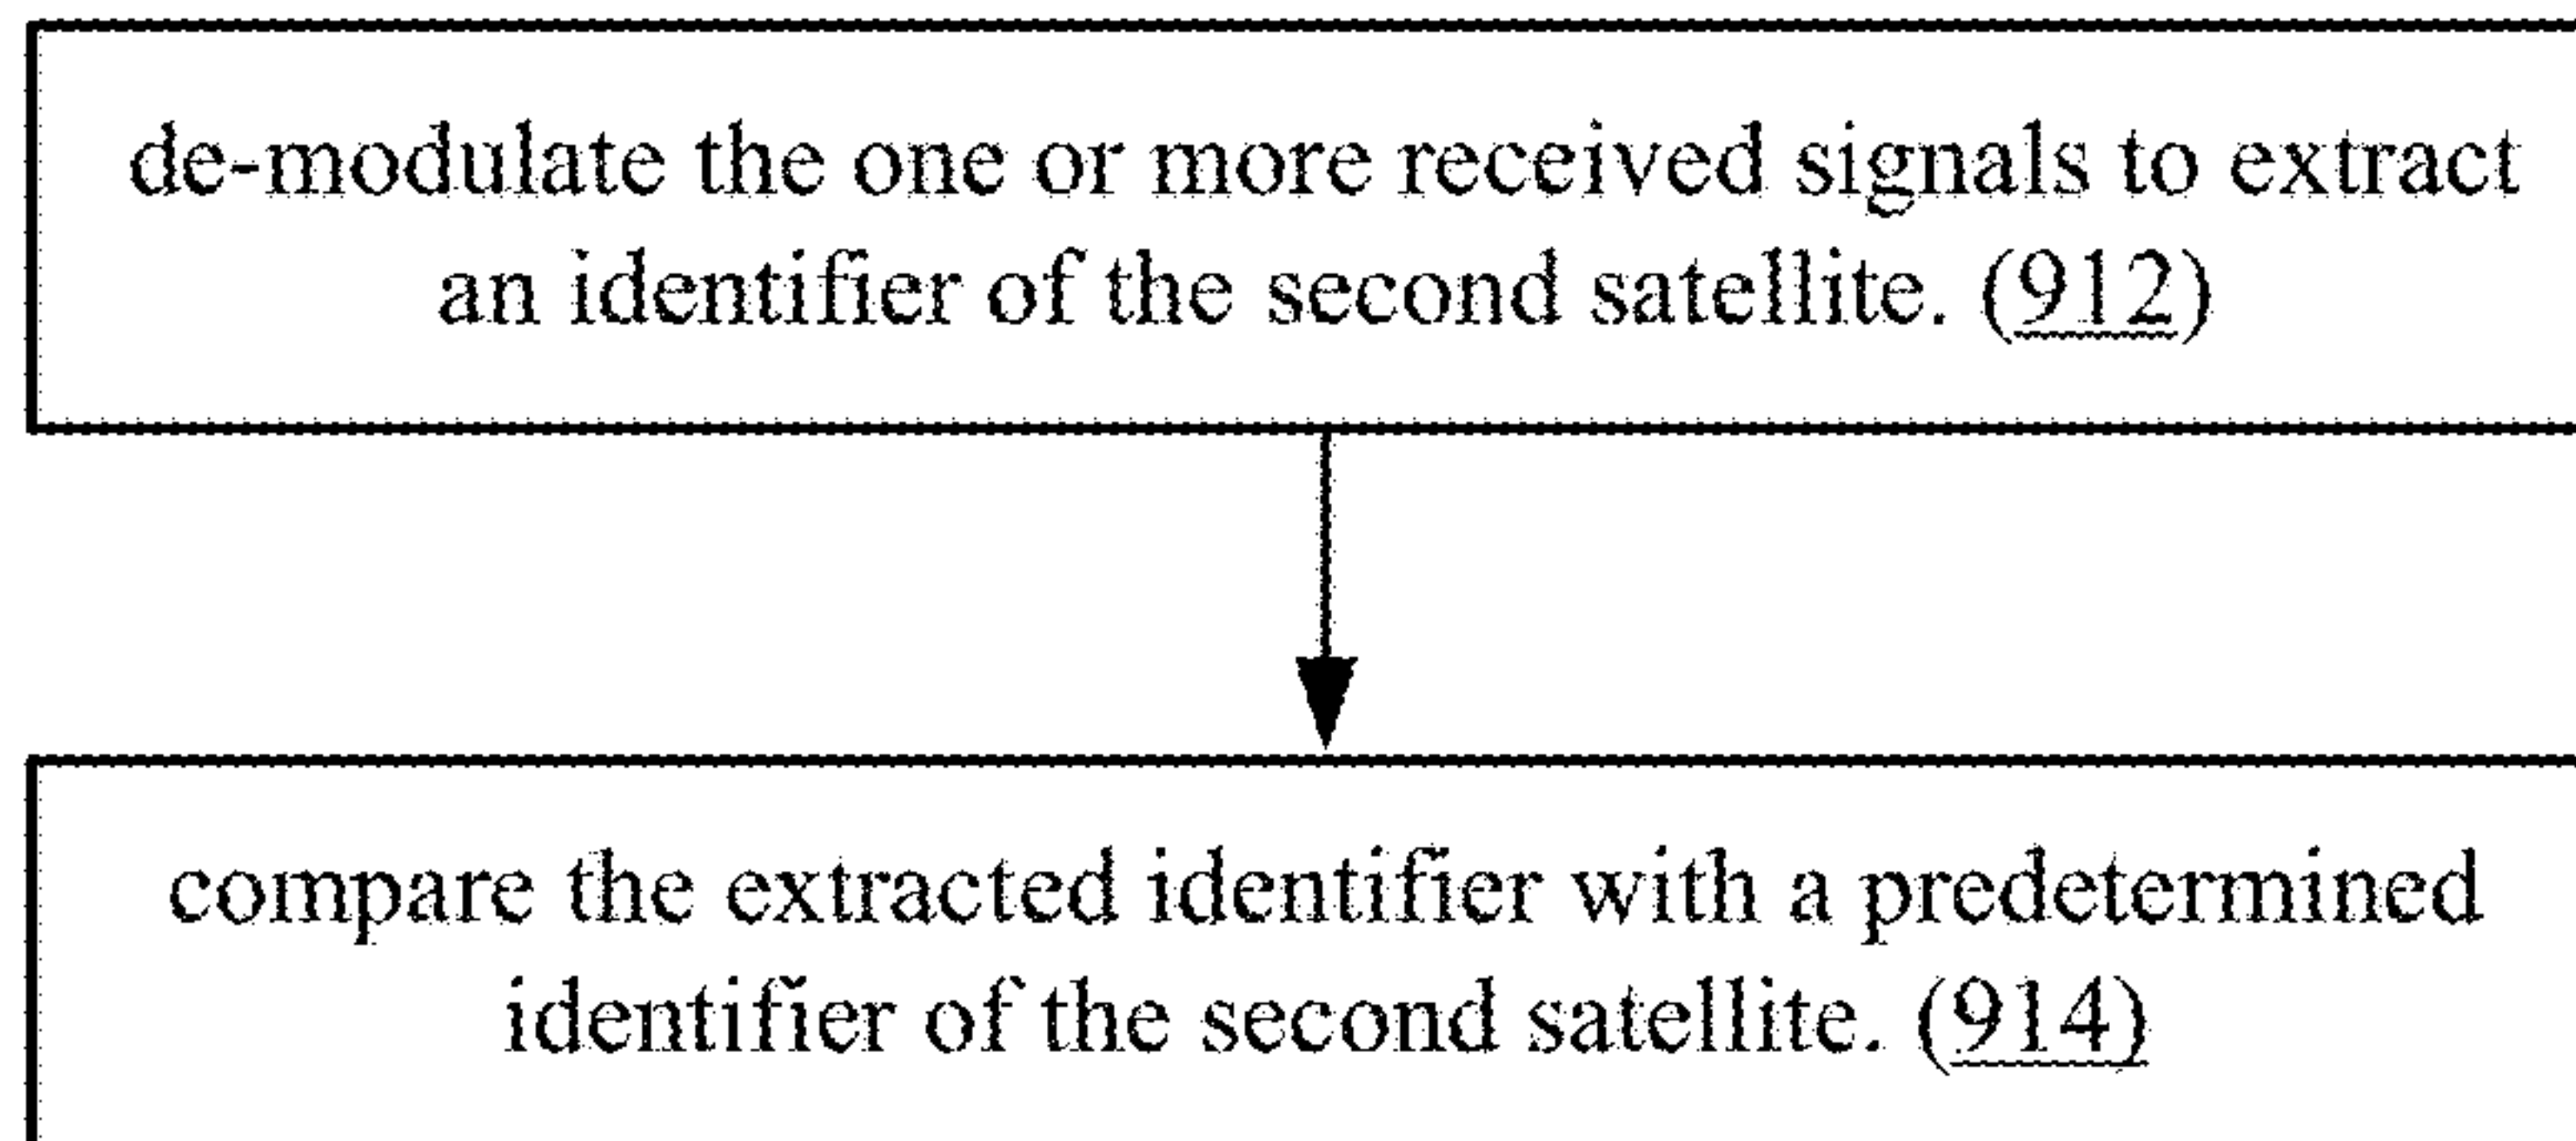 de-modulate the one or more received signals to extract
an identifier of the second satellite. (912)
compare the extracted identifier with a predetermined
identifier of the second satellite. (914)